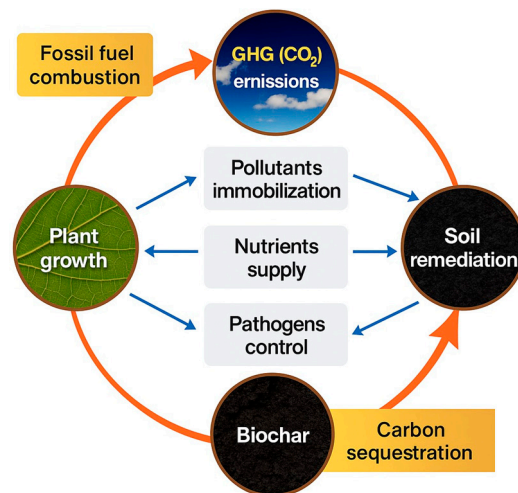 Fossil fuel
combustion
GHG (CO₂)
ernissions
Pollutants
immobilization
Plant
growth
Nutrients
supply
Soil
remediation
Pathogens
control
Biochar
Carbon
sequestration